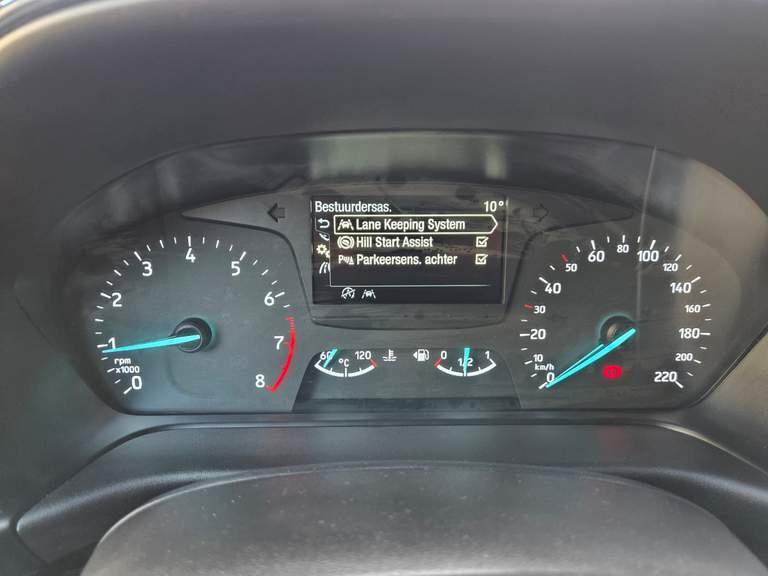 Bestuurdersas. 10°
Lane Keeping System
Hill Start Assist
Parkeersens. achter
0 1 2 3 4 5 6 7 8
rpm
x1000
60 120
°C
0 1/2 1
0 10 20 30 40 50 60 80 100 120 140 180 200 220
km/h